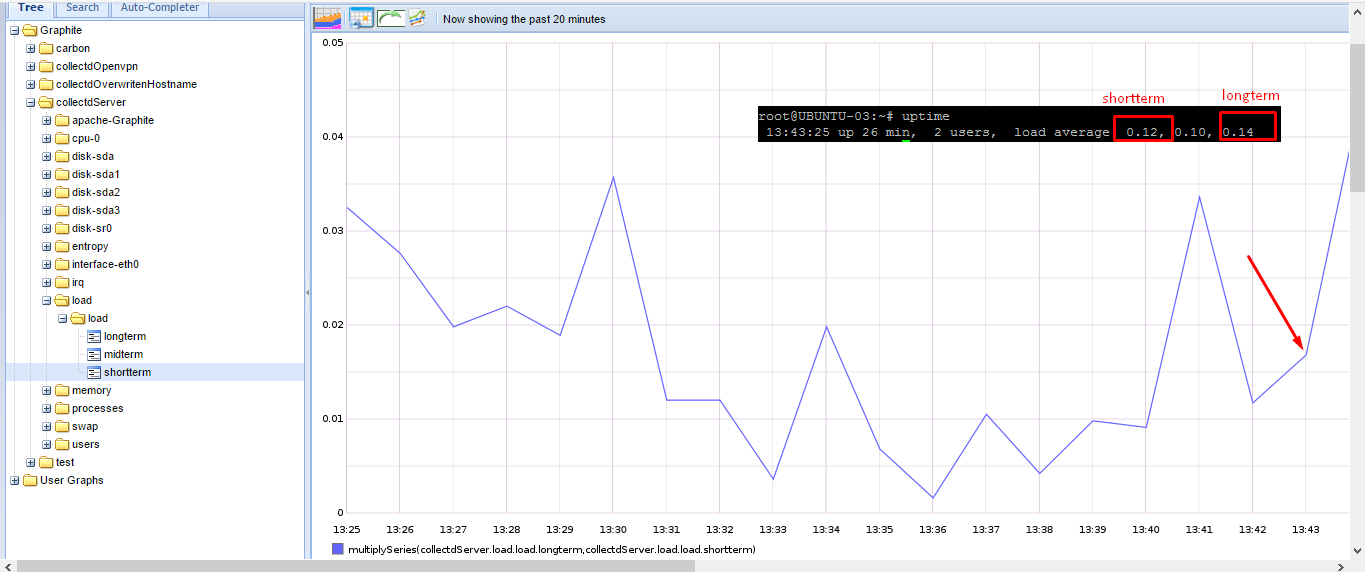 Tree Search Auto-Completer
Graphite
carbon
collectdOpenvpn
collectdOverwritenHostname
collectdServer
apache-Graphite
cpu-0
disk-sda
disk-sda1
disk-sda2
disk-sda3
disk-sr0
entropy
interface-eth0
irq
load
load
longterm
midterm
shortterm
memory
processes
swap
users
test
User Graphs
Now showing the past 20 minutes
shortterm longterm
root@UBUNTU-03:~# uptime
13:43:25 up 26 min, 2 users, load average 0.12, 0.10, 0.14
0.05
0.04
0.03
0.02
0.01
0
13:25 13:26 13:27 13:28 13:29 13:30 13:31 13:32 13:33 13:34 13:35 13:36 13:37 13:38 13:39 13:40 13:41 13:42 13:43
multiplySeries(collectdServer.load.load.longterm,collectdServer.load.load.shortterm)